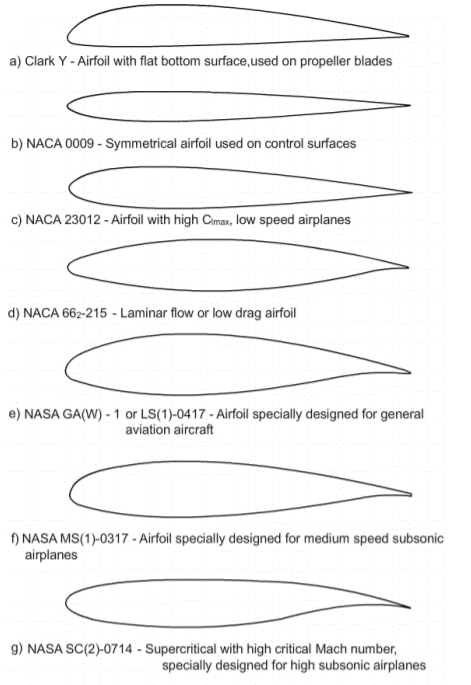 a) Clark Y - Airfoil with flat bottom surface,used on propeller blades
b) NACA 0009 - Symmetrical airfoil used on control surfaces
c) NACA 23012 - Airfoil with high Clmax, low speed airplanes
d) NACA 662-215 - Laminar flow or low drag airfoil
e) NASA GA(W) - 1 or LS(1)-0417 - Airfoil specially designed for general
aviation aircraft
f) NASA MS(1)-0317 - Airfoil specially designed for medium speed subsonic
airplanes
g) NASA SC(2)-0714 - Supercritical with high critical Mach number,
specially designed for high subsonic airplanes